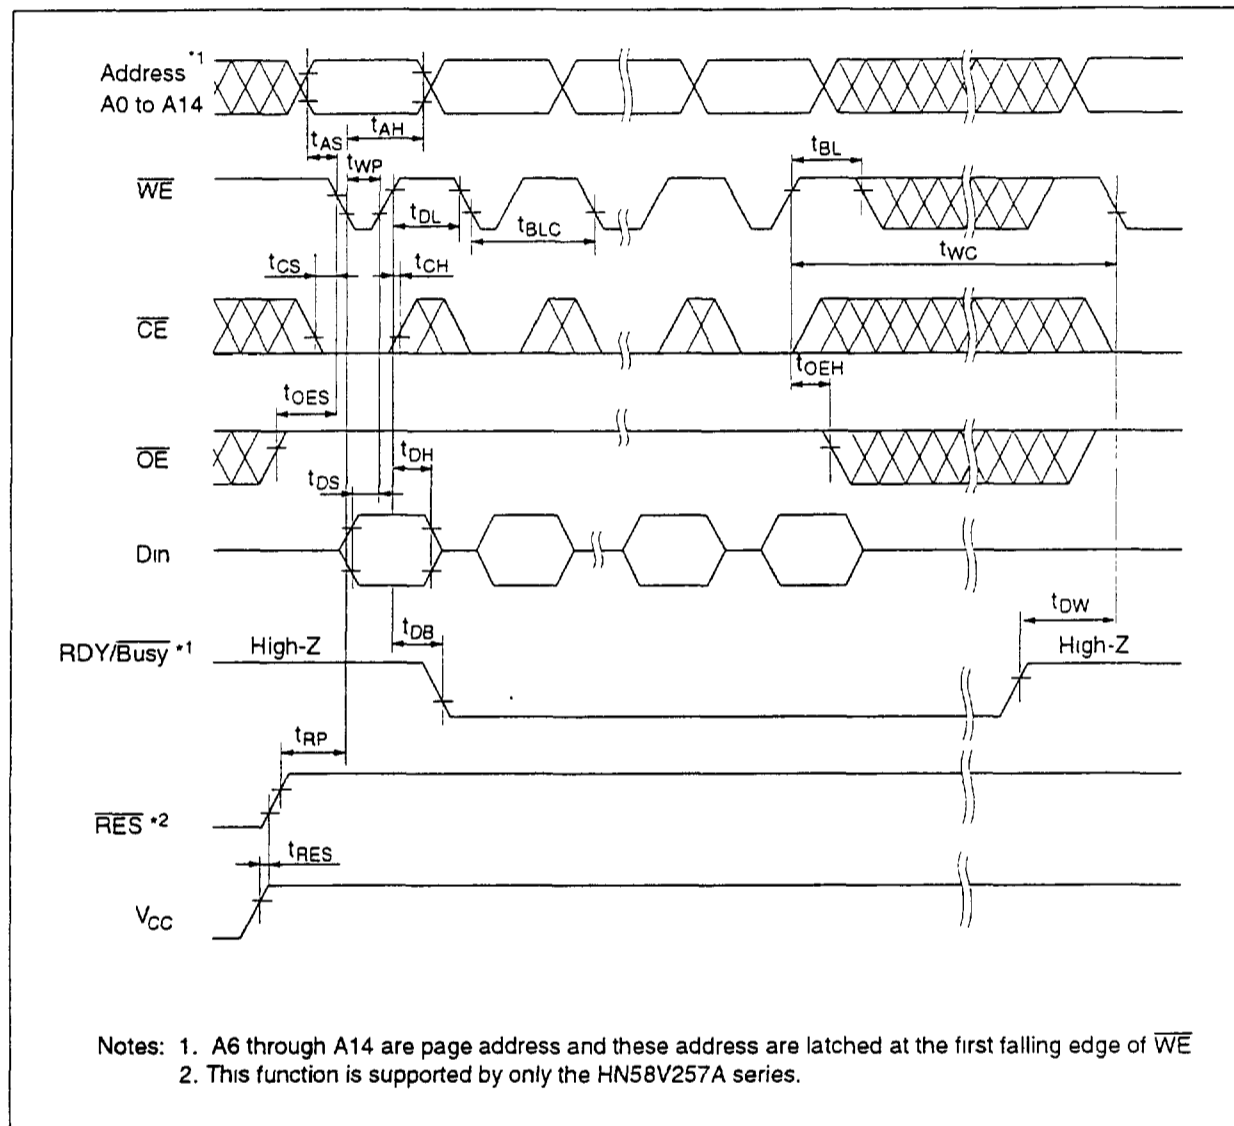 Address *1
A0 to A14
tAH
tAS
tWP
tBL
WE
tDL
tBLC
tWC
tCS
tCH
CE
tOEH
tOES
OE
tDH
tDS
Din
tDW
tDB
RDY/Busy *1
High-Z
High-Z
tRP
RES *2
tRES
VCC
Notes: 1. A6 through A14 are page address and these address are latched at the first falling edge of WE
2. This function is supported by only the HN58V257A series.